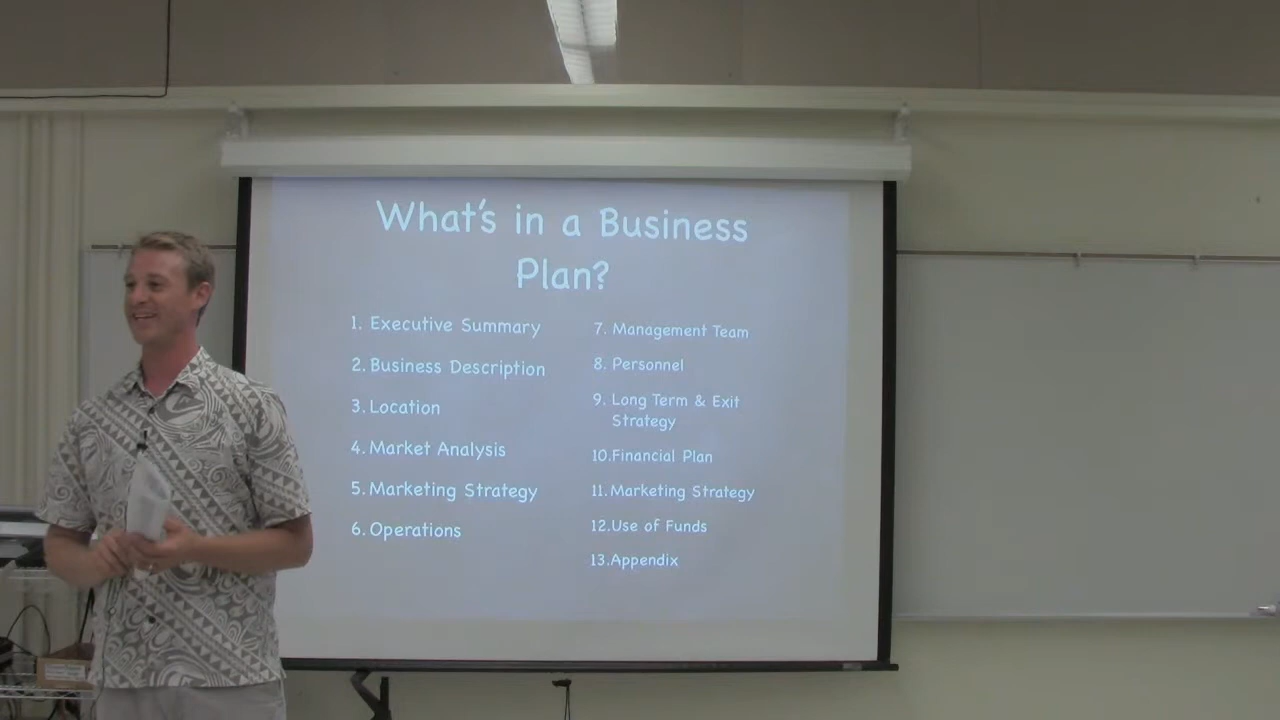 What's in a Business
Plan?
1. Executive Summary
2. Business Description
3. Location
4. Market Analysis
5. Marketing Strategy
6. Operations
7. Management Team
8. Personnel
9. Long Term & Exit
Strategy
10.Financial Plan
11. Marketing Strategy
12.Use of Funds
13.Appendix